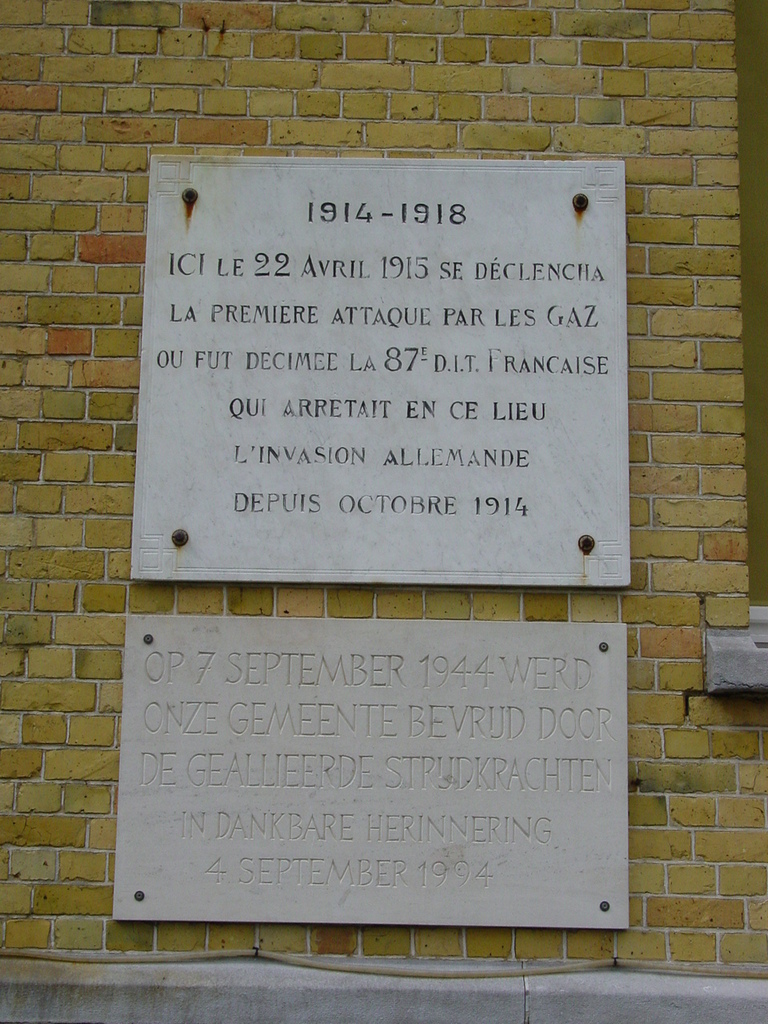 1914-1918
ICI LE 22 AVRIL 1915 SE DÉCLENCHA
LA PREMIERE ATTAQUE PAR LES GAZ
OU FUT DECIMEE LA 87E D.I.T. FRANCAISE
QUI ARRETAIT EN CE LIEU
L'INVASION ALLEMANDE
DEPUIS OCTOBRE 1914
OP 7 SEPTEMBER 1944 WERD
ONZE GEMEENTE BEVRIJD DOOR
DE GEALLIEERDE STRIJDKRACHTEN
IN DANKBARE HERINNERING
4 SEPTEMBER 1994